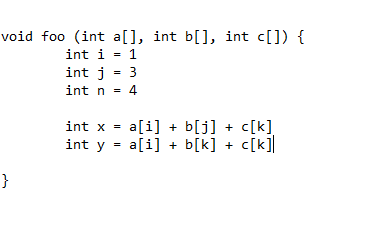 void foo (int a[], int b[], int c[]) {
int i = 1
int j = 3
int n = 4
int x = a[i] + b[j] + c[k]
int y = a[i] + b[k] + c[k]
}